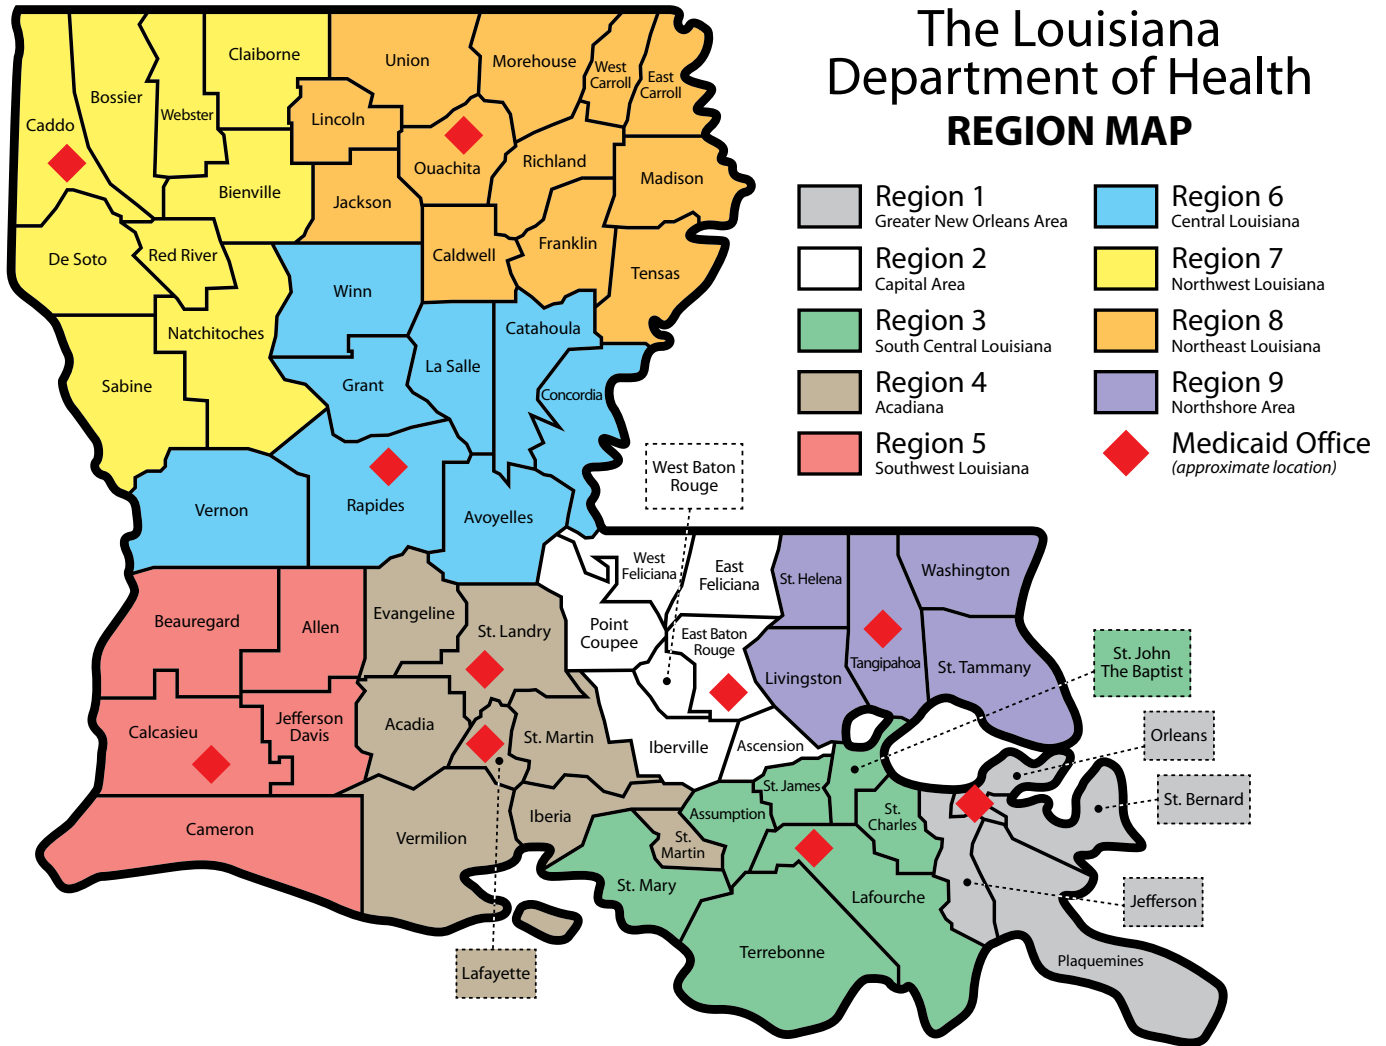 The Louisiana
Department of Health
REGION MAP
Region 1
Greater New Orleans Area
Region 2
Capital Area
Region 3
South Central Louisiana
Region 4
Acadiana
Region 5
Southwest Louisiana
Region 6
Central Louisiana
Region 7
Northwest Louisiana
Region 8
Northeast Louisiana
Region 9
Northshore Area
Medicaid Office
(approximate location)
Caddo
Bossier
Webster
Claiborne
Union
Morehouse
West
Carroll
East
Carroll
Lincoln
Ouachita
Richland
Madison
Bienville
Jackson
De Soto
Red River
Caldwell
Franklin
Tensas
Winn
Natchitoches
Catahoula
Sabine
Grant
La Salle
Concordia
West Baton
Rouge
Vernon
Rapides
Avoyelles
West
Feliciana
East
Feliciana
St. Helena
Washington
Beauregard
Allen
Evangeline
St. Landry
Point
Coupee
East Baton
Rouge
Livingston
Tangipahoa
St. Tammany
St. John
The Baptist
Calcasieu
Jefferson
Davis
Acadia
St. Martin
Iberville
Ascension
Orleans
St. James
St. Bernard
Cameron
Vermilion
Iberia
Assumption
St.
Charles
St.
Martin
St. Mary
Lafourche
Jefferson
Terrebonne
Plaquemines
Lafayette